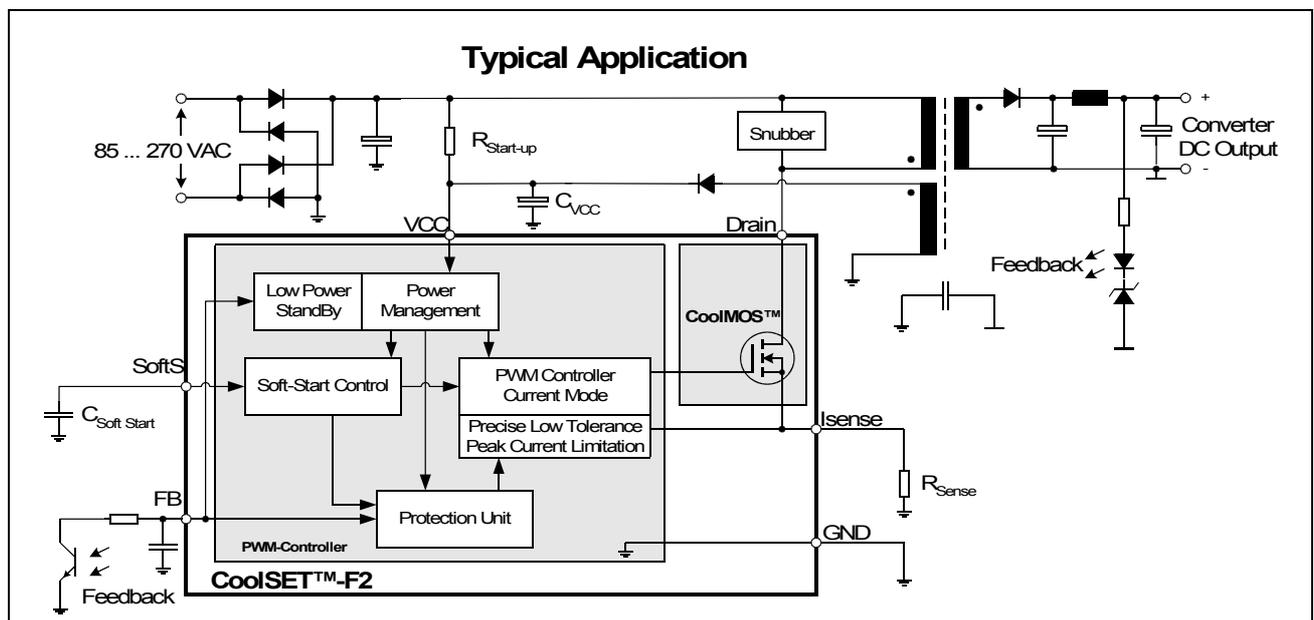 Typical Application
+
Snubber
Converter
DC Output
85 ... 270 VAC
RStart-up
-
CVCC
VCC
Drain
Feedback
Low Power
StandBy
Power
Management
CoolMOS™
SoftS
Soft-Start Control
PWM Controller
Current Mode
CSoft Start
Precise Low Tolerance
Peak Current Limitation
Isense
RSense
FB
Protection Unit
GND
PWM-Controller
CoolSET™-F2
Feedback